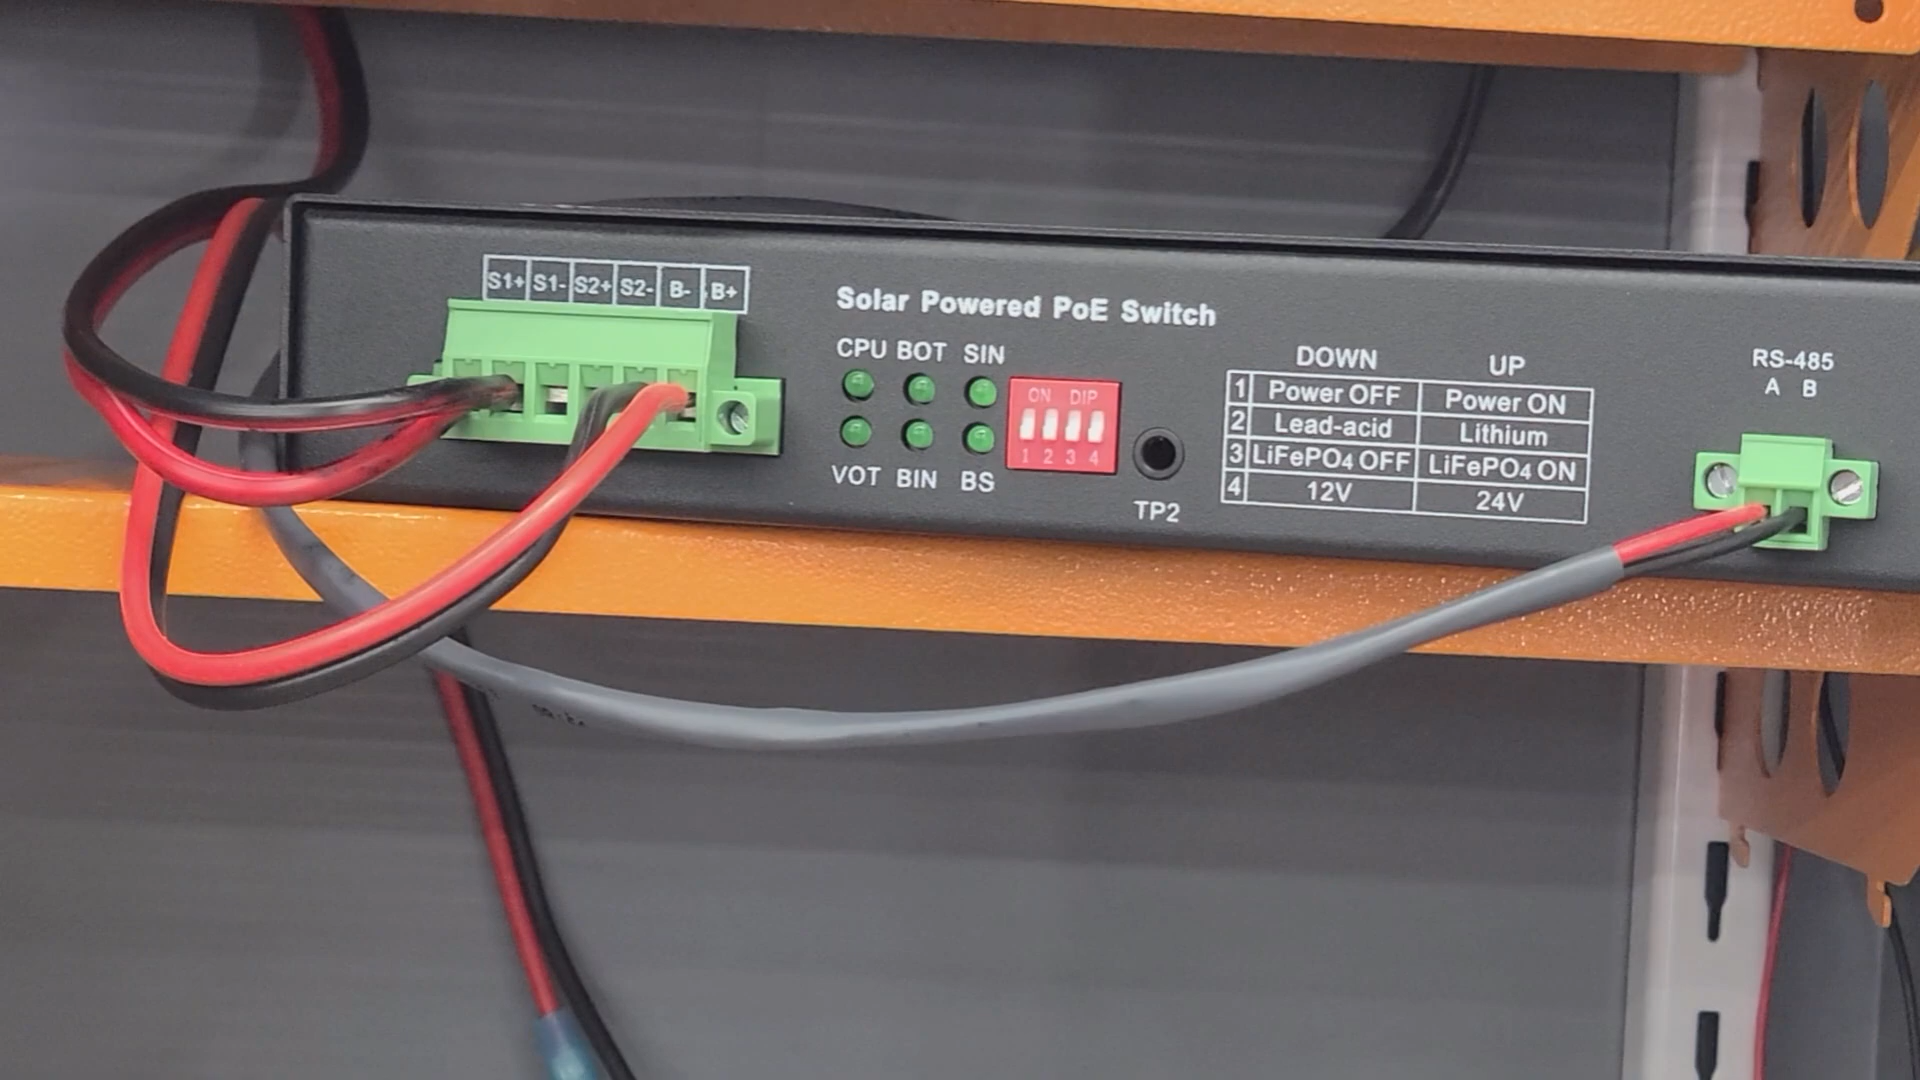 S1+ S1- S2+ S2- B- B+
Solar Powered PoE Switch
CPU BOT SIN
VOT BIN BS
ON DIP
1 2 3 4
TP2
DOWN UP
1 Power OFF Power ON
2 Lead-acid Lithium
3 LiFePO4 OFF LiFePO4 ON
4 12V 24V
RS-485
A B